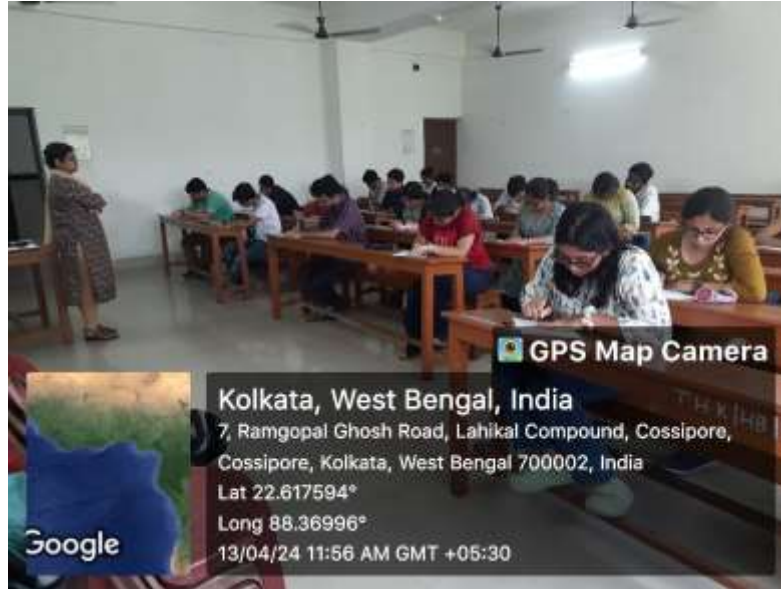 GPS Map Camera
Kolkata, West Bengal, India
7, Ramgopal Ghosh Road, Lahikal Compound, Cossipore,
Cossipore, Kolkata, West Bengal 700002, India
Lat 22.617594°
Long 88.36996°
13/04/24 11:56 AM GMT +05:30
Google